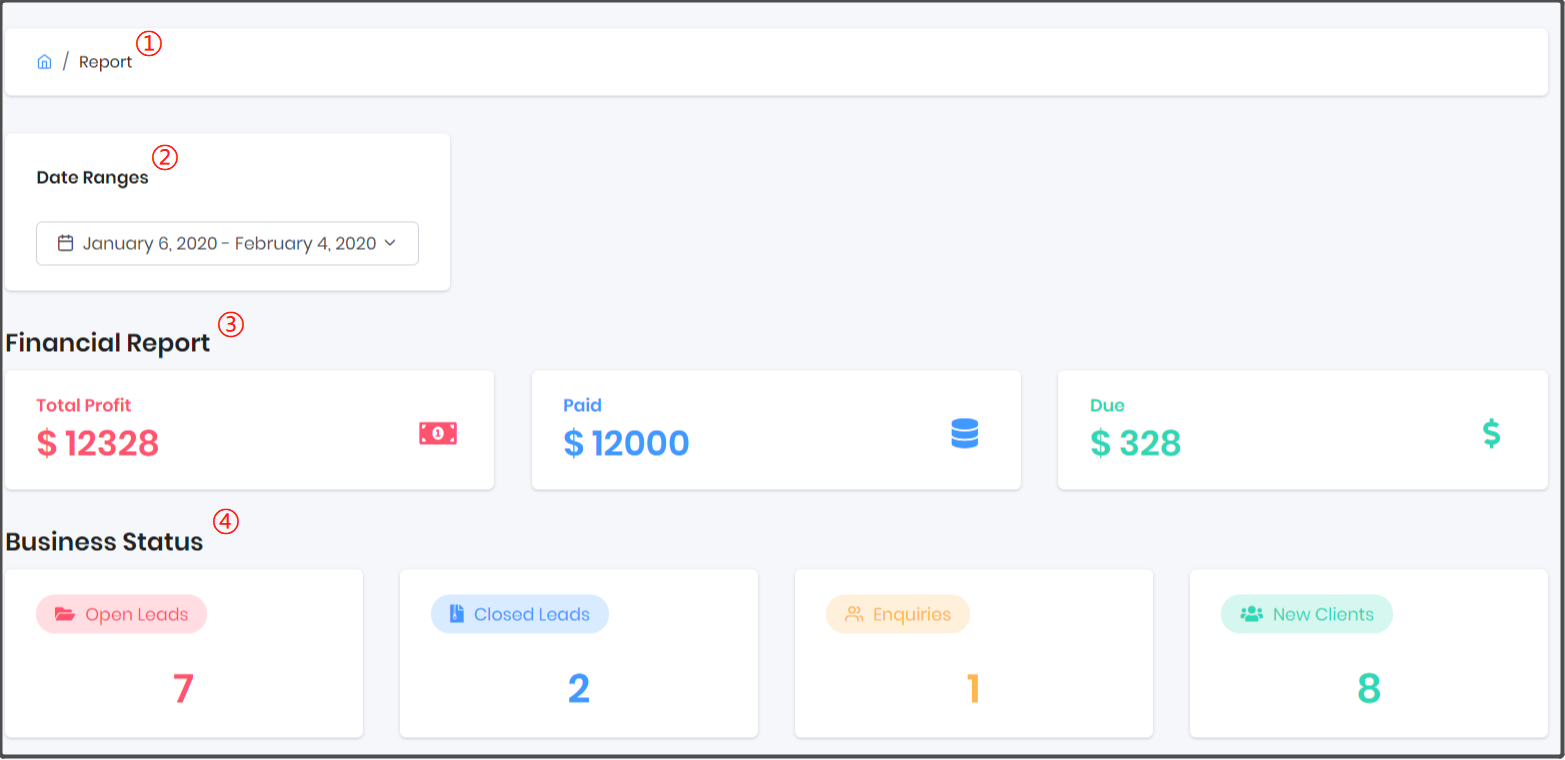 / Report ①
Date Ranges ②
January 6, 2020 - February 4, 2020
Financial Report ③
Total Profit
$ 12328
Paid
$ 12000
Due
$ 328
Business Status ④
Open Leads
7
Closed Leads
2
Enquiries
1
New Clients
8